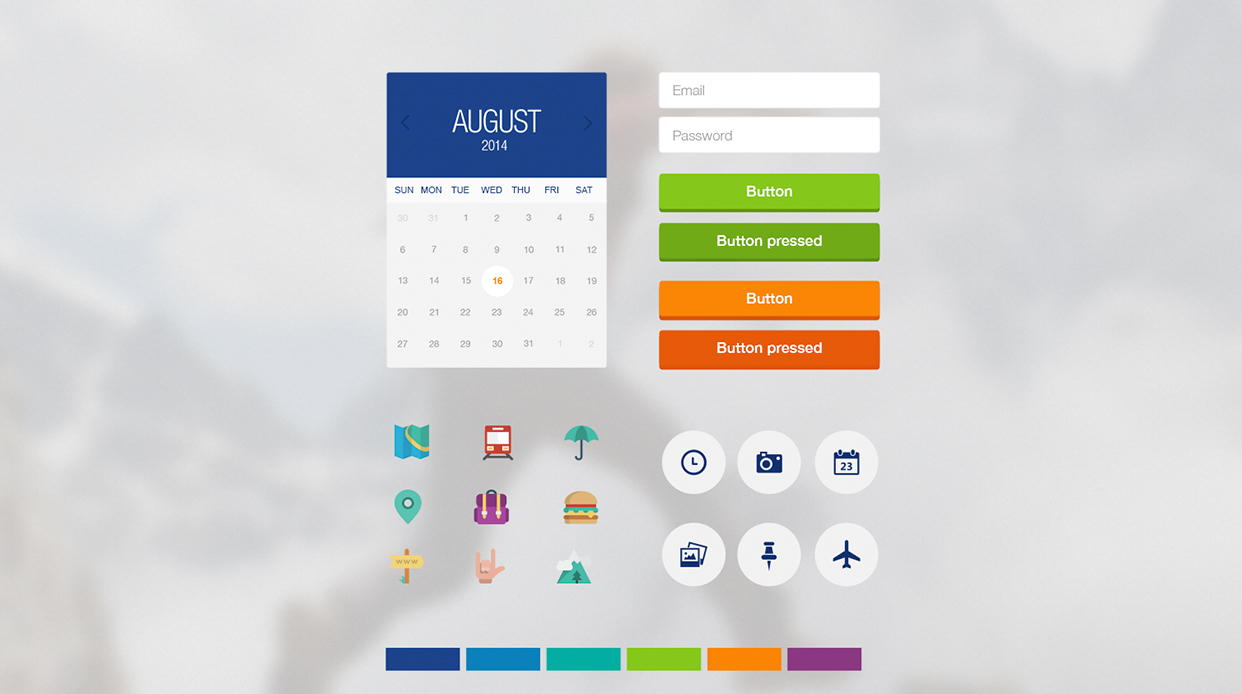 AUGUST
2014
SUN MON TUE WED THU FRI SAT
30 31 1 2 3 4 5
6 7 8 9 10 11 12
13 14 15 16 17 18 19
20 21 22 23 24 25 26
27 28 29 30 31 1 2
Email
Password
Button
Button pressed
Button
Button pressed
www
23